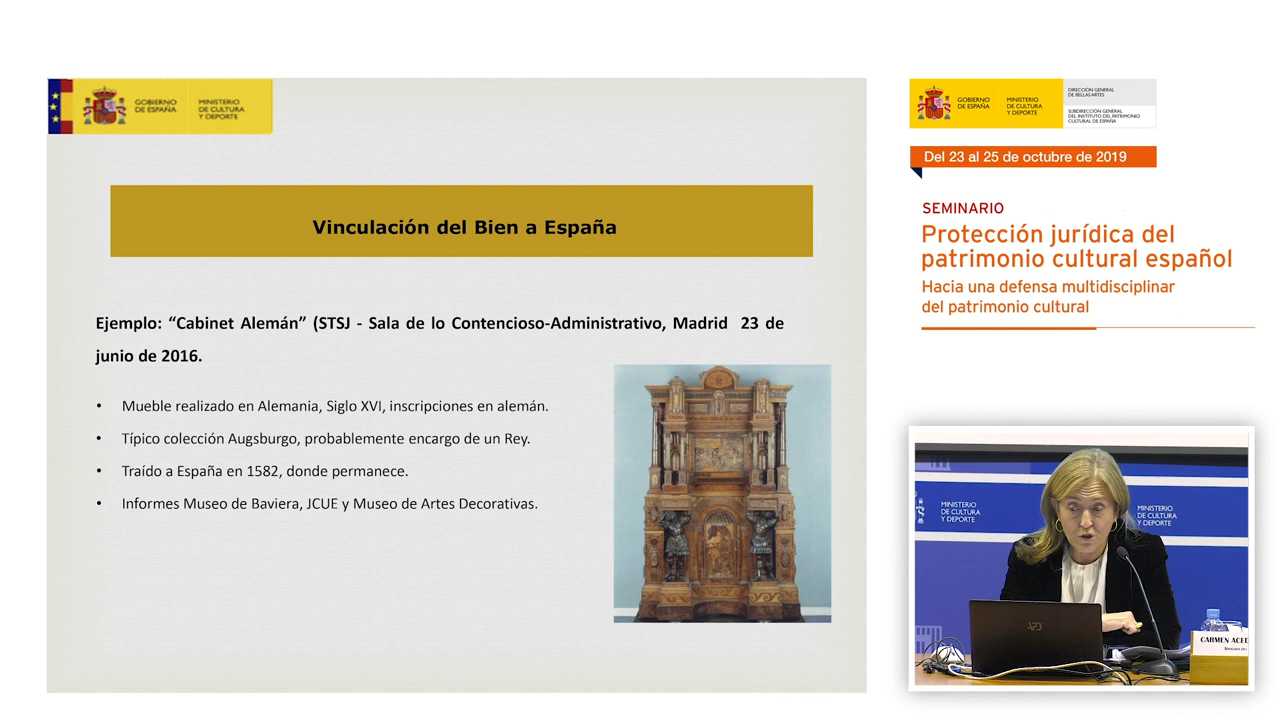 GOBIERNO
DE ESPAÑA
MINISTERIO
DE CULTURA
Y DEPORTE
Vinculación del Bien a España
Ejemplo: “Cabinet Alemán” (STSJ - Sala de lo Contencioso-Administrativo, Madrid 23 de
junio de 2016.
• Mueble realizado en Alemania, Siglo XVI, inscripciones en alemán.
• Típico colección Augsburgo, probablemente encargo de un Rey.
• Traído a España en 1582, donde permanece.
• Informes Museo de Baviera, JCUE y Museo de Artes Decorativas.
GOBIERNO
DE ESPAÑA
MINISTERIO
DE CULTURA
Y DEPORTE
DIRECCIÓN GENERAL
DE BELLAS ARTES
SUBDIRECCIÓN GENERAL
DEL INSTITUTO DEL PATRIMONIO
CULTURAL DE ESPAÑA
Del 23 al 25 de octubre de 2019
SEMINARIO
Protección jurídica del
patrimonio cultural español
Hacia una defensa multidisciplinar
del patrimonio cultural
MINISTERIO
DE CULTURA
Y DEPORTE
MINISTERIO
DE CULTURA
Y DEPORTE
CARMEN ACED